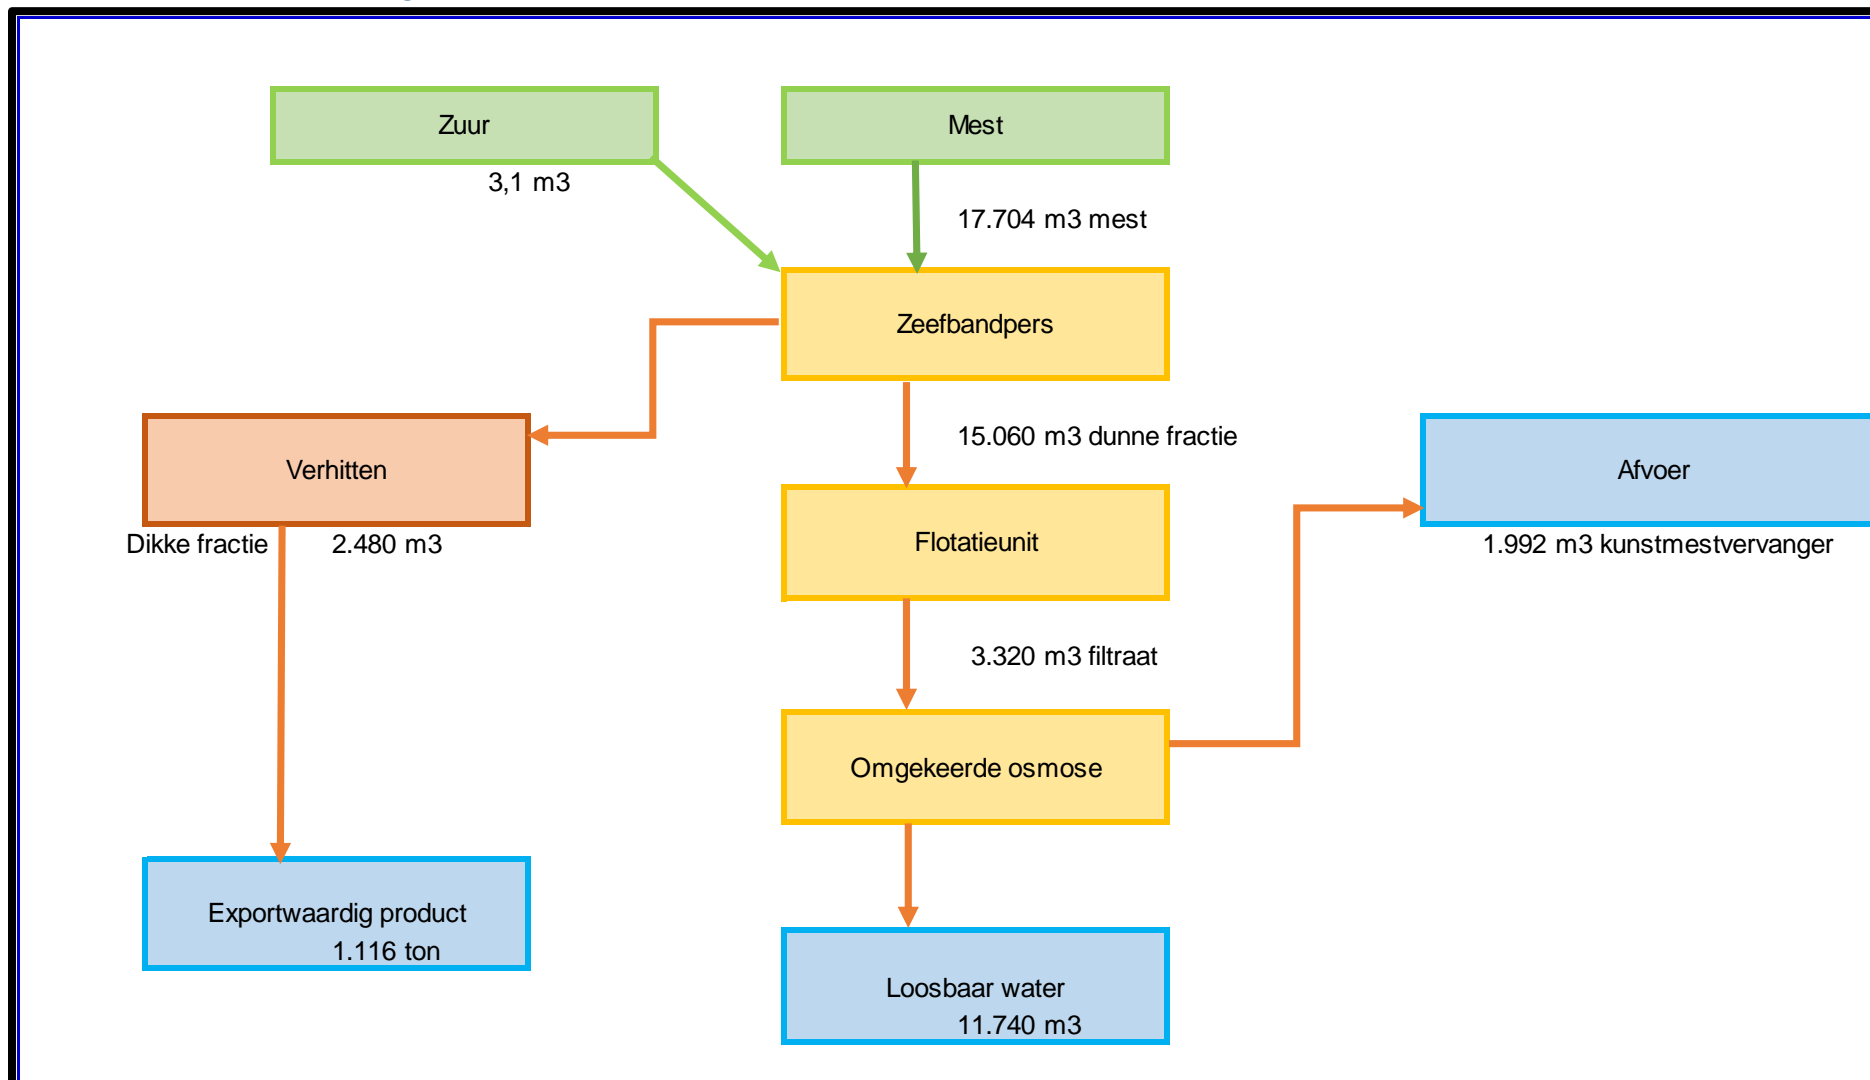 Zuur
Mest
3,1 m3
17.704 m3 mest
Zeefbandpers
15.060 m3 dunne fractie
Verhitten
Afvoer
Dikke fractie 2.480 m3
Flotatieunit
1.992 m3 kunstmestvervanger
3.320 m3 filtraat
Omgekeerde osmose
Exportwaardig product
1.116 ton
Loosbaar water
11.740 m3